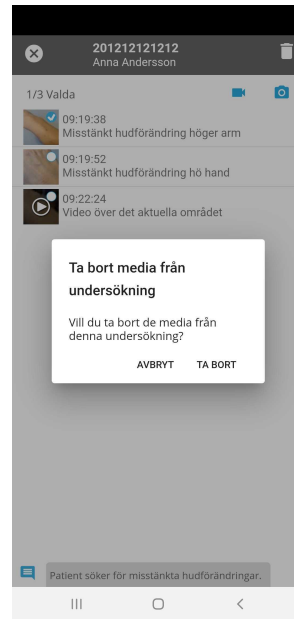 201212121212
Anna Andersson
1/3 Valda
09:19:38
Misstänkt hudförändring höger arm
09:19:52
Misstänkt hudförändring hö hand
09:22:24
Video över det aktuella området
Ta bort media från
undersökning
Vill du ta bort de media från
denna undersökning?
AVBRYT TA BORT
Patient söker för misstänkta hudförändringar.